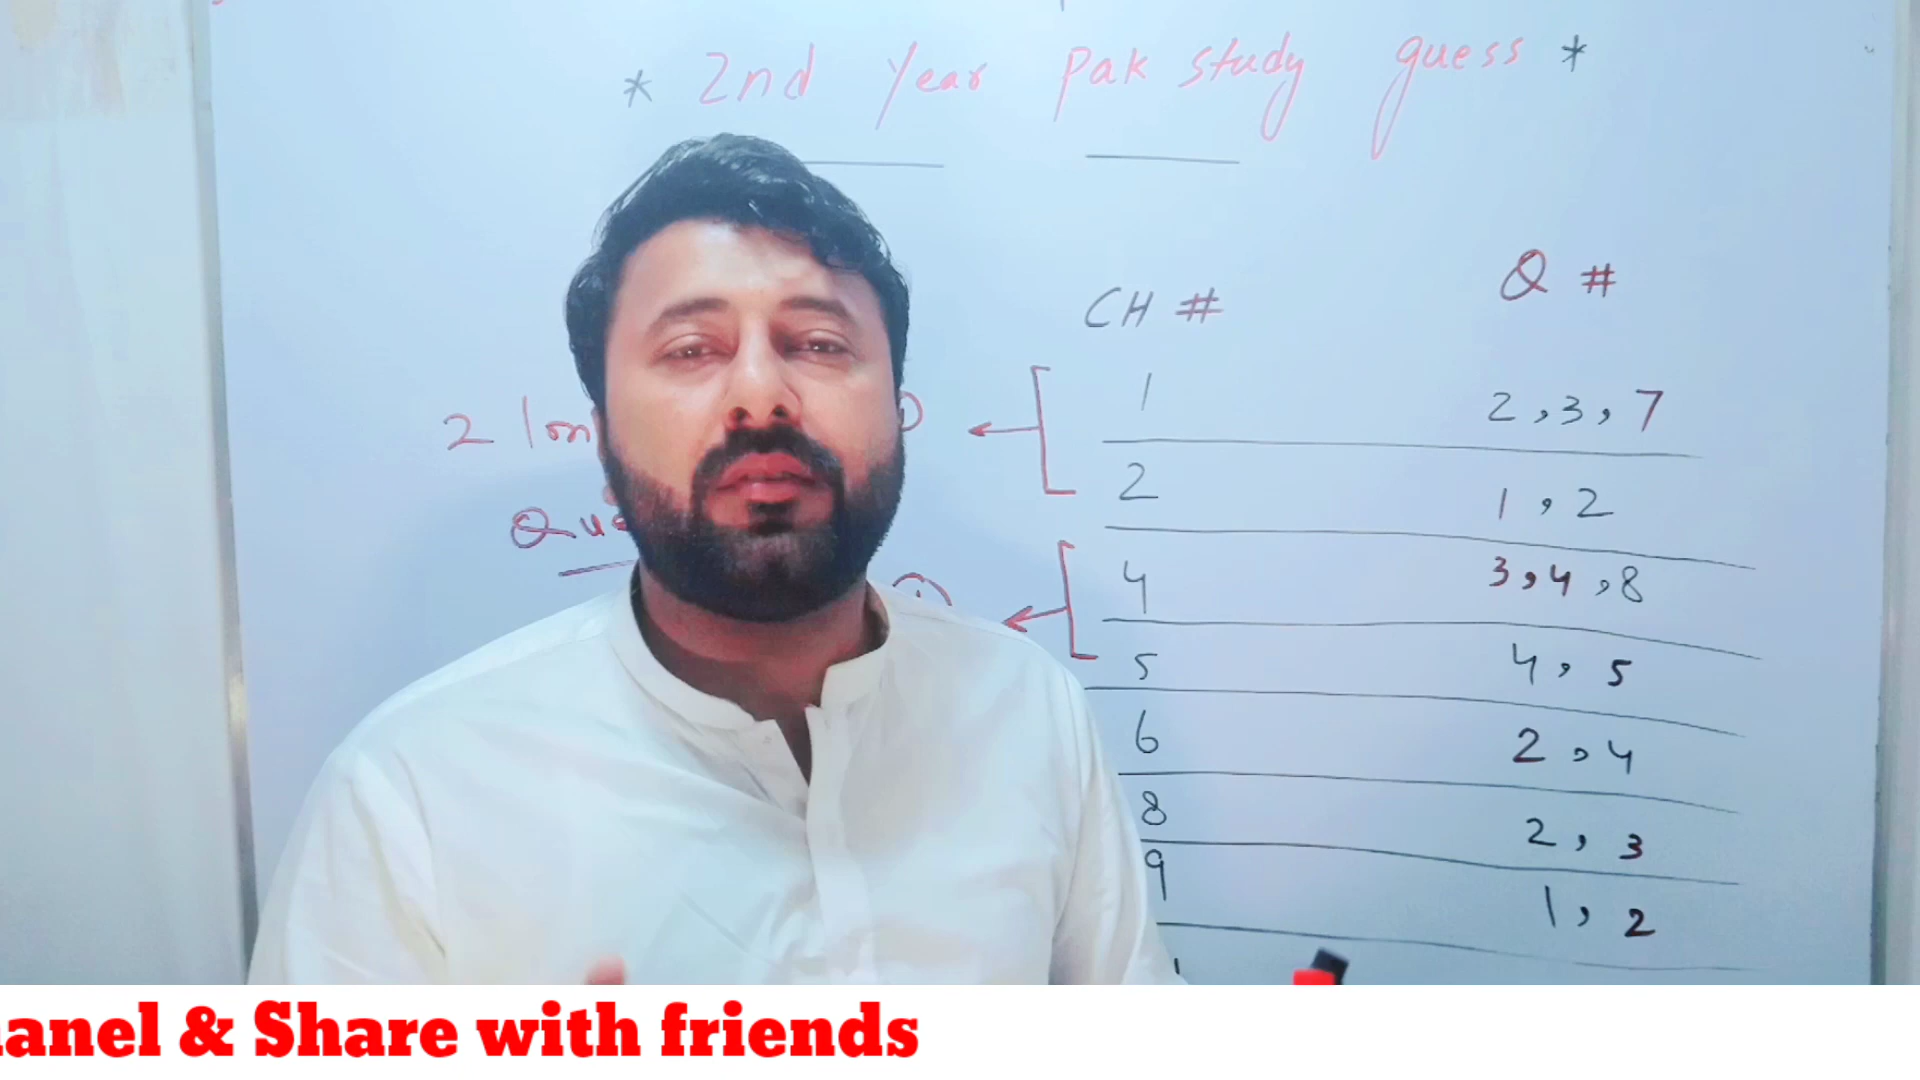 * 2nd Year Pak study guess *
CH # Q #
1 2,3,7
2 1,2
4 3,4,8
5 4,5
6 2,4
8 2,3
9 1,2
2
& Share with friends